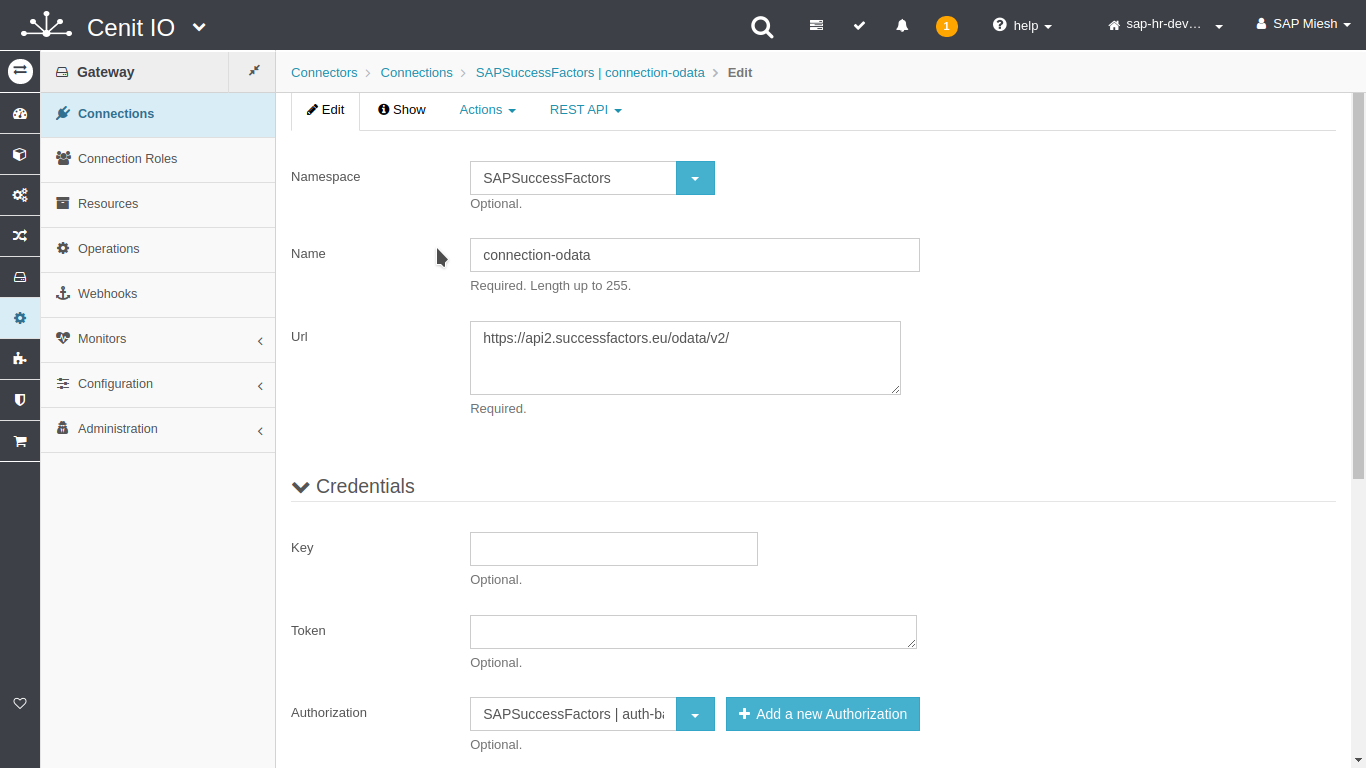 Cenit IO
1
help
sap-hr-dev…
SAP Miesh
Gateway
Connectors
Connections
SAPSuccessFactors | connection-odata
Edit
Connections
Connection Roles
Resources
Operations
Webhooks
Monitors
Configuration
Administration
Edit
Show
Actions
REST API
Namespace
SAPSuccessFactors
Optional.
Name
connection-odata
Required. Length up to 255.
Url
https://api2.successfactors.eu/odata/v2/
Required.
Credentials
Key
Optional.
Token
Optional.
Authorization
SAPSuccessFactors | auth-ba
Add a new Authorization
Optional.